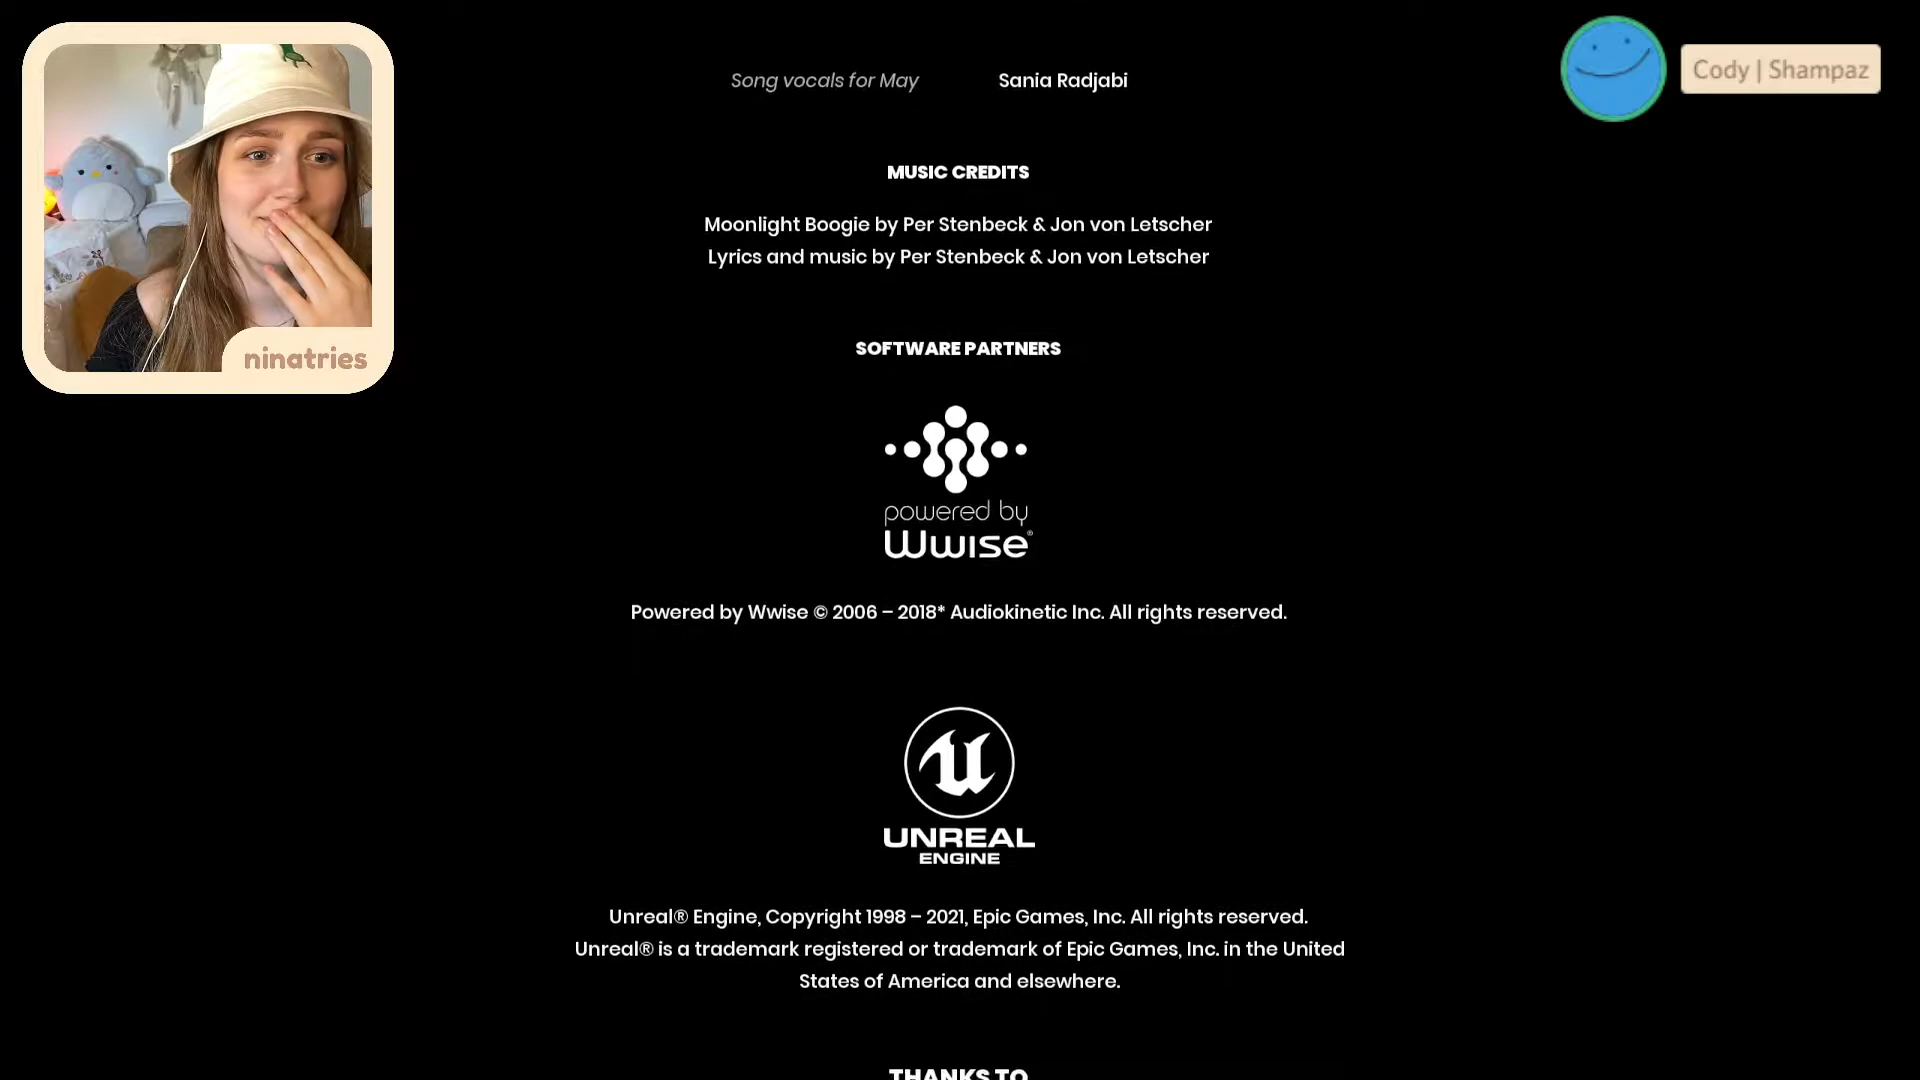 Song vocals for May Sania Radjabi
Cody | Shampaz
MUSIC CREDITS
Moonlight Boogie by Per Stenbeck & Jon von Letscher
Lyrics and music by Per Stenbeck & Jon von Letscher
ninatries
SOFTWARE PARTNERS
powered by
Wwise®
Powered by Wwise © 2006 – 2018* Audiokinetic Inc. All rights reserved.
UNREAL
ENGINE
Unreal® Engine, Copyright 1998 – 2021, Epic Games, Inc. All rights reserved.
Unreal® is a trademark registered or trademark of Epic Games, Inc. in the United
States of America and elsewhere.
THANKS TO